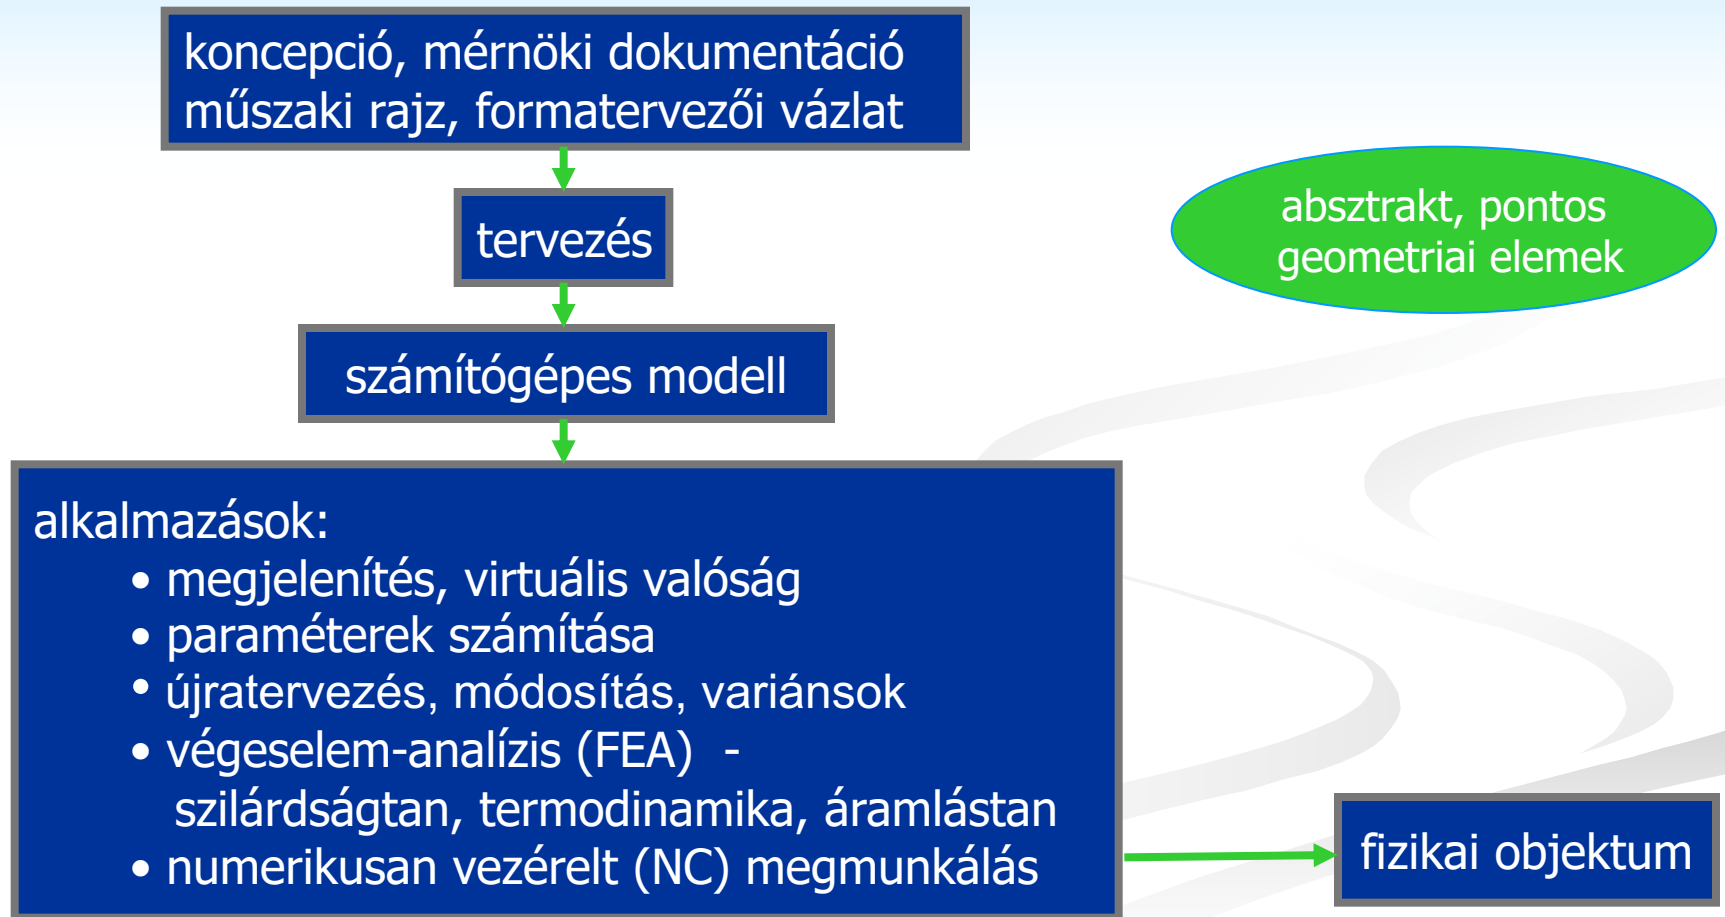 koncepció, mérnöki dokumentáció
műszaki rajz, formatervezői vázlat
tervezés
absztrakt, pontos
geometriai elemek
számítógépes modell
alkalmazások:
• megjelenítés, virtuális valóság
• paraméterek számítása
• újratervezés, módosítás, variánsok
• végeselem-analízis (FEA) -
szilárdságtan, termodinamika, áramlástan
• numerikusan vezérelt (NC) megmunkálás
fizikai objektum